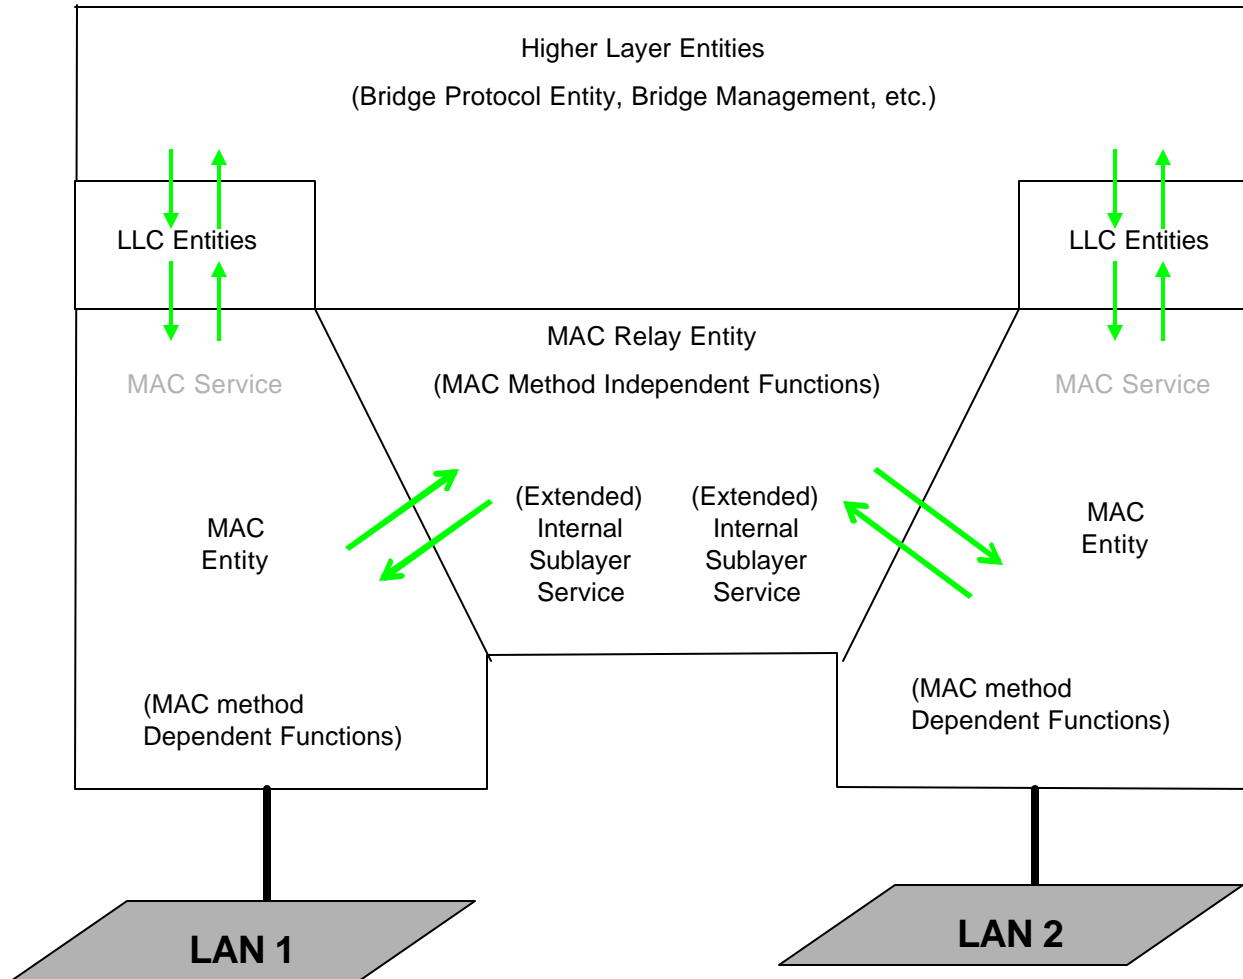 Higher Layer Entities
(Bridge Protocol Entity, Bridge Management, etc.)
LLC Entities
LLC Entities
MAC Relay Entity
(MAC Method Independent Functions)
MAC Service
MAC Service
MAC
Entity
(Extended)
Internal
Sublayer
Service
(Extended)
Internal
Sublayer
Service
MAC
Entity
(MAC method
Dependent Functions)
(MAC method
Dependent Functions)
LAN 1
LAN 2